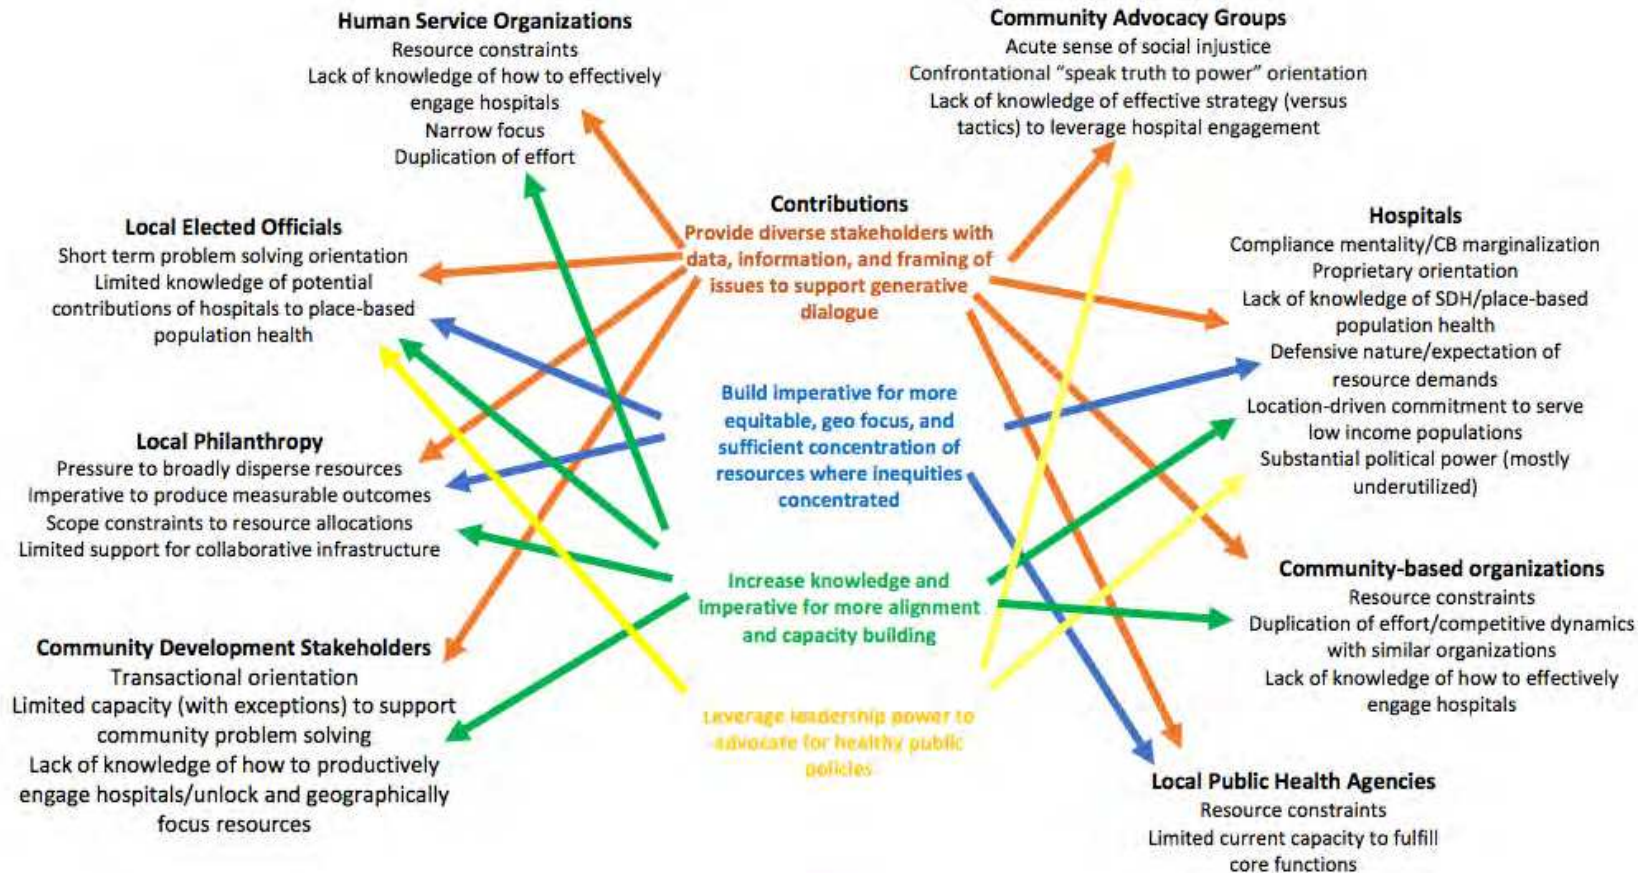 Human Service Organizations
Resource constraints
Lack of knowledge of how to effectively
engage hospitals
Narrow focus
Duplication of effort
Community Advocacy Groups
Acute sense of social injustice
Confrontational “speak truth to power” orientation
Lack of knowledge of effective strategy (versus
tactics) to leverage hospital engagement
Local Elected Officials
Short term problem solving orientation
Limited knowledge of potential
contributions of hospitals to place-based
population health
Contributions
Provide diverse stakeholders with
data, information, and framing of
issues to support generative
dialogue
Hospitals
Compliance mentality/CB marginalization
Proprietary orientation
Lack of knowledge of SDH/place-based
population health
Defensive nature/expectation of
resource demands
Location-driven commitment to serve
low income populations
Substantial political power (mostly
underutilized)
Build imperative for more
equitable, geo focus, and
sufficient concentration of
resources where inequities
concentrated
Local Philanthropy
Pressure to broadly disperse resources
Imperative to produce measurable outcomes
Scope constraints to resource allocations
Limited support for collaborative infrastructure
Increase knowledge and
imperative for more alignment
and capacity building
Community-based organizations
Resource constraints
Duplication of effort/competitive dynamics
with similar organizations
Lack of knowledge of how to effectively
engage hospitals
Community Development Stakeholders
Transactional orientation
Limited capacity (with exceptions) to support
community problem solving
Lack of knowledge of how to productively
engage hospitals/unlock and geographically
focus resources
Leverage leadership power to
advocate for healthy public
policies
Local Public Health Agencies
Resource constraints
Limited current capacity to fulfill
core functions